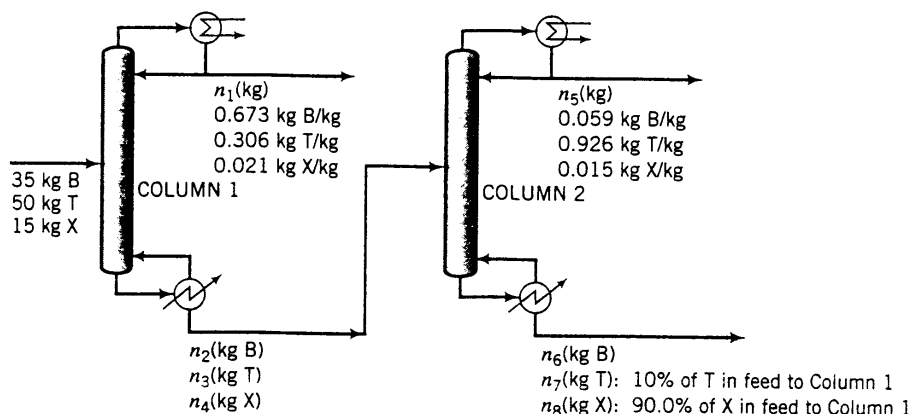 n₁(kg)
0.673 kg B/kg
0.306 kg T/kg
0.021 kg X/kg
35 kg B
50 kg T
15 kg X
COLUMN 1
n₂(kg B)
n₃(kg T)
n₄(kg X)
n₅(kg)
0.059 kg B/kg
0.926 kg T/kg
0.015 kg X/kg
COLUMN 2
n₆(kg B)
n₇(kg T): 10% of T in feed to Column 1
n₈(kg X): 90.0% of X in feed to Column 1